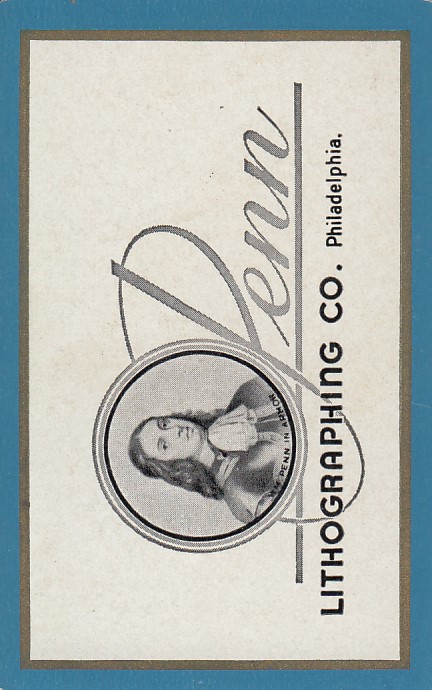 Penn
LITHOGRAPHING CO. Philadelphia.
WM PENN IN ARMOR